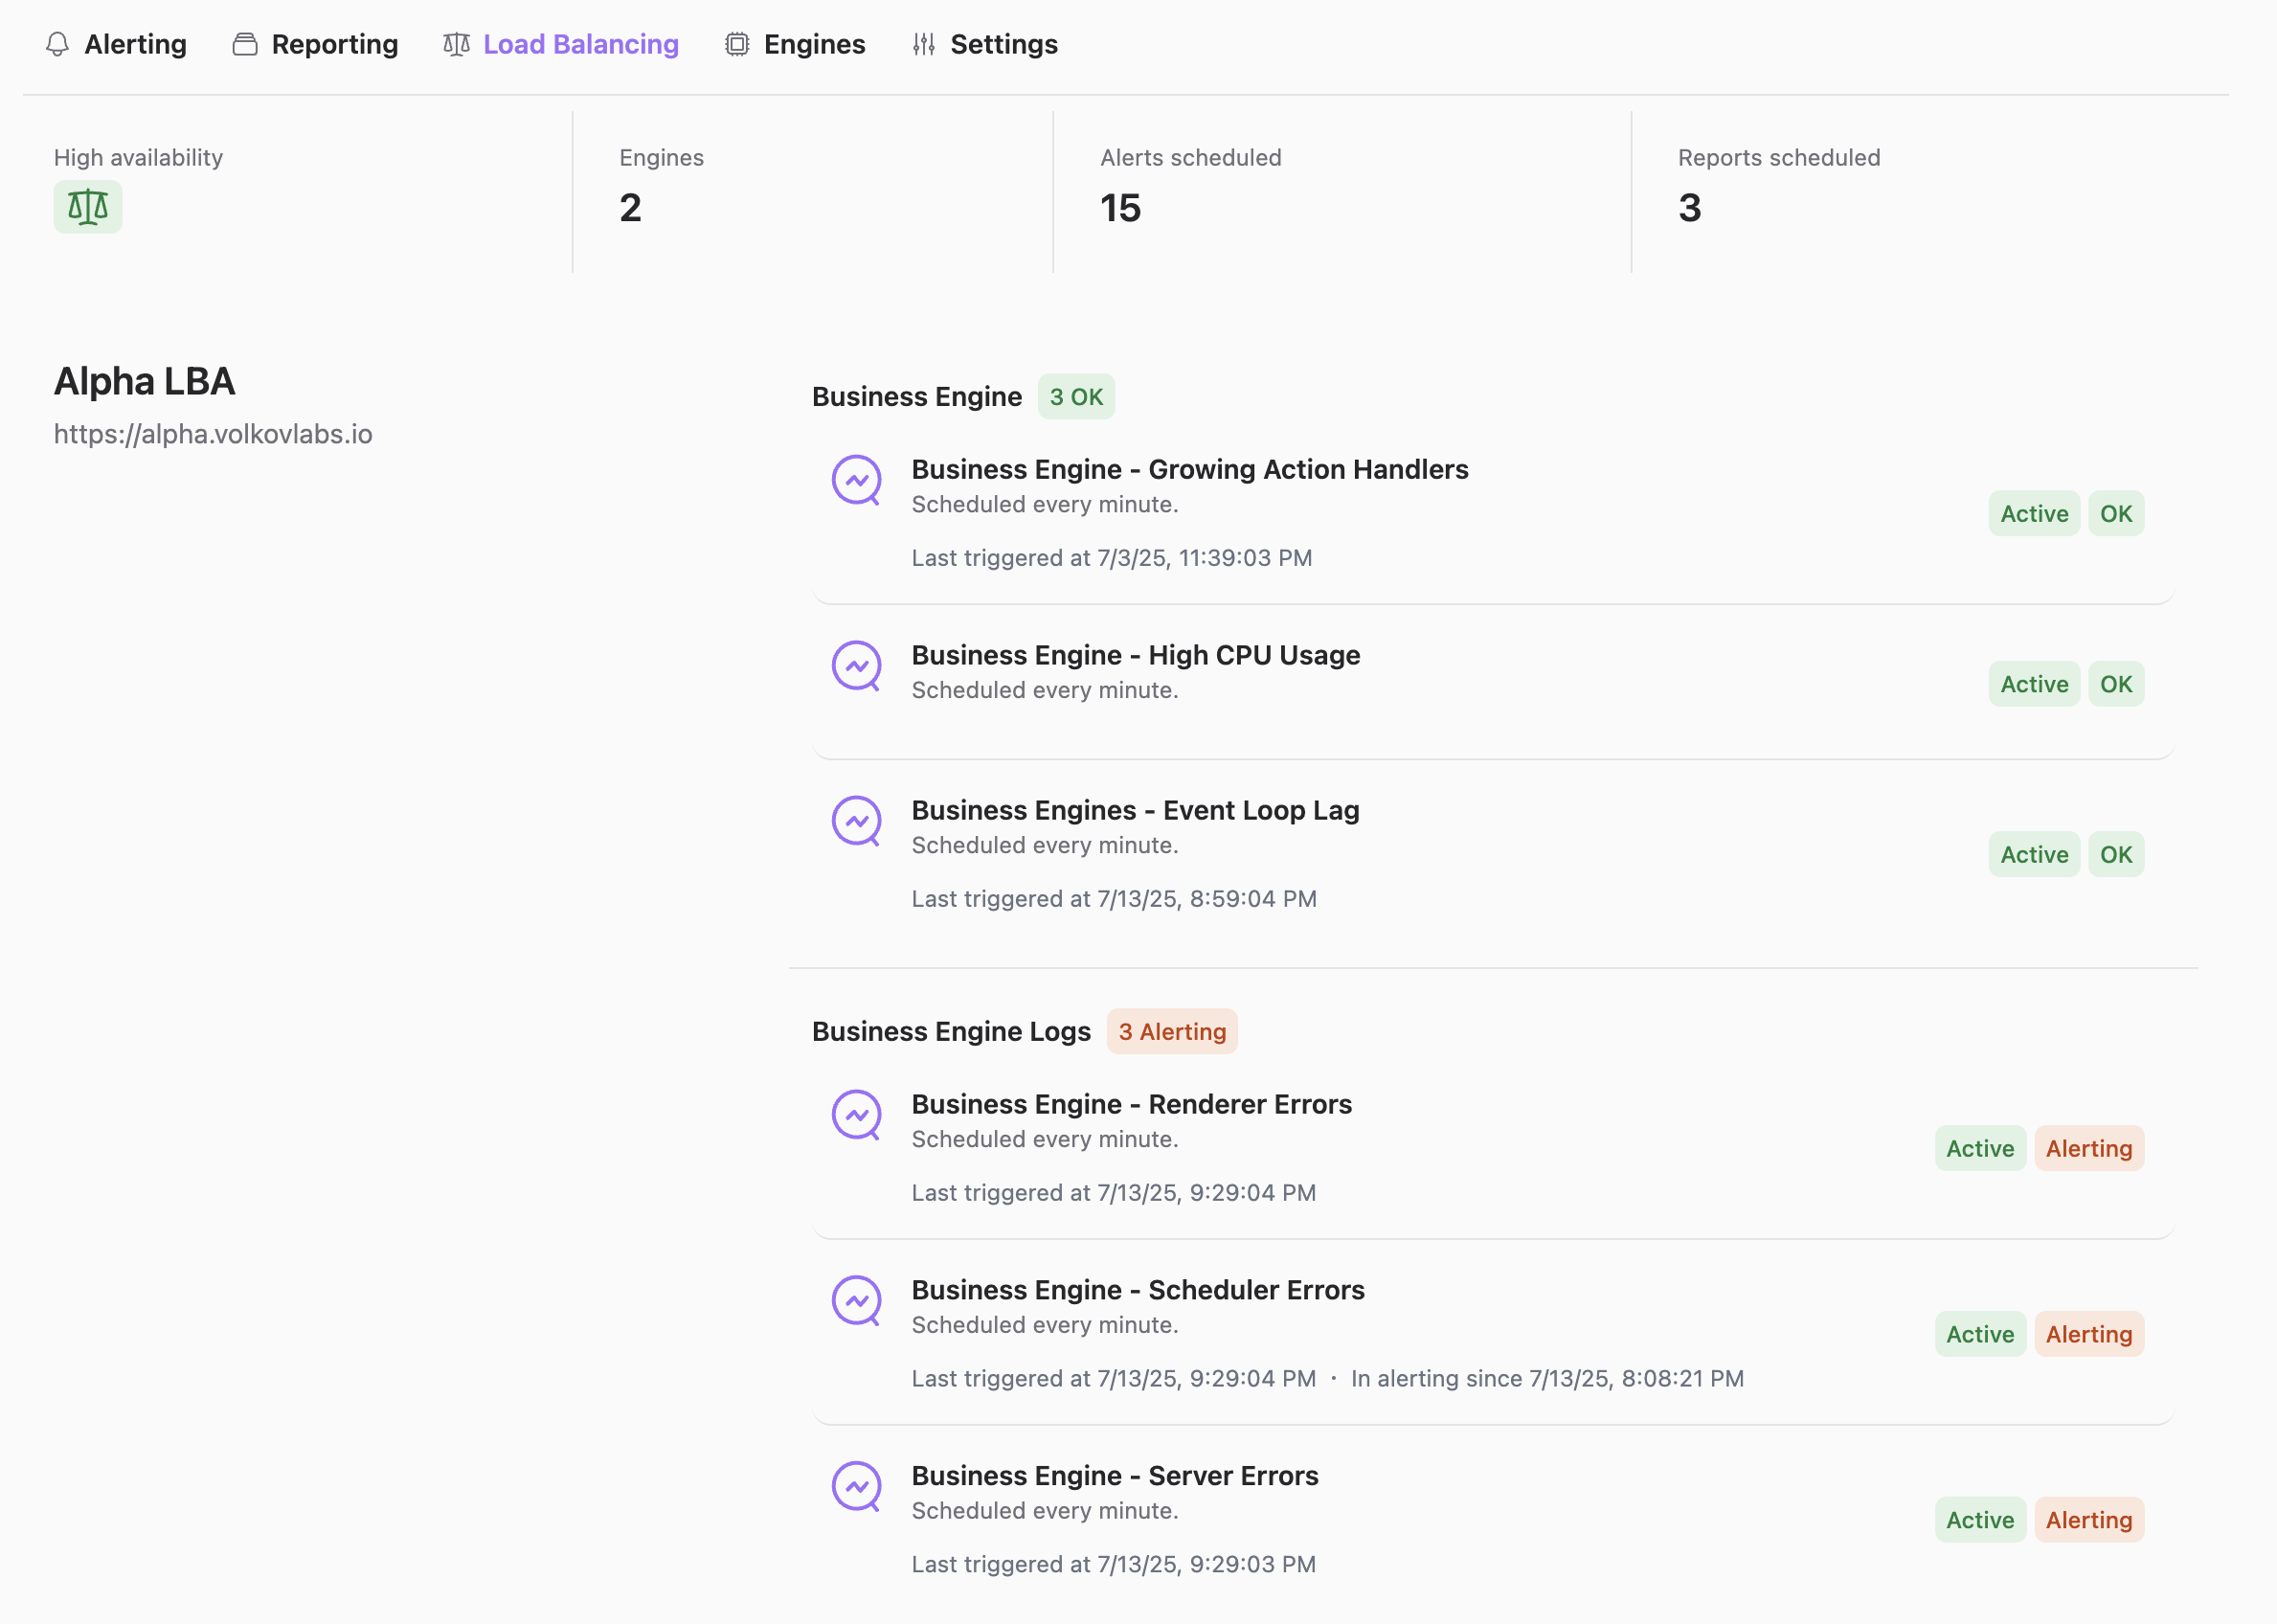 Alerting Reporting Load Balancing Engines Settings
High availability
Engines
2
Alerts scheduled
15
Reports scheduled
3
Alpha LBA
https://alpha.volkovlabs.io
Business Engine 3 OK
Business Engine - Growing Action Handlers
Scheduled every minute.
Last triggered at 7/3/25, 11:39:03 PM
Active OK
Business Engine - High CPU Usage
Scheduled every minute.
Active OK
Business Engines - Event Loop Lag
Scheduled every minute.
Last triggered at 7/13/25, 8:59:04 PM
Active OK
Business Engine Logs 3 Alerting
Business Engine - Renderer Errors
Scheduled every minute.
Last triggered at 7/13/25, 9:29:04 PM
Active Alerting
Business Engine - Scheduler Errors
Scheduled every minute.
Last triggered at 7/13/25, 9:29:04 PM · In alerting since 7/13/25, 8:08:21 PM
Active Alerting
Business Engine - Server Errors
Scheduled every minute.
Last triggered at 7/13/25, 9:29:03 PM
Active Alerting